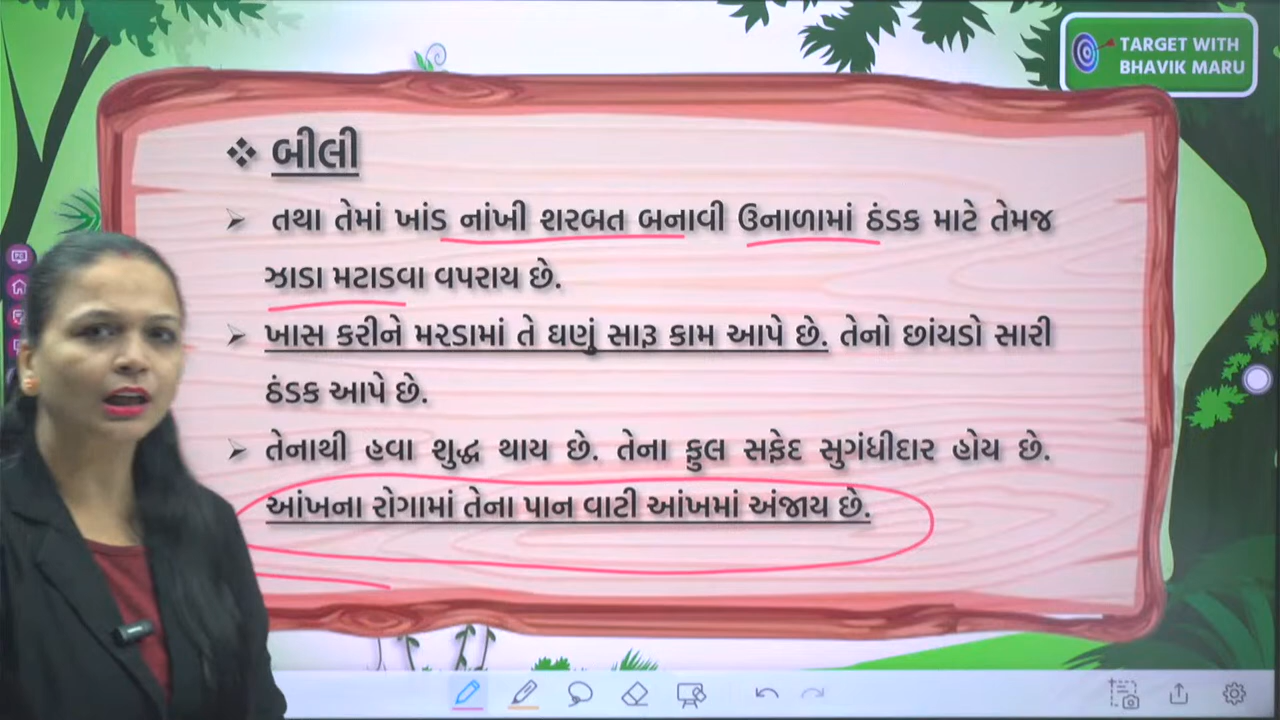 TARGET WITH
BHAVIK MARU
❖ બીલી
➢ તથા તેમાં ખાંડ નાંખી શરબત બનાવી ઉનાળામાં ઠંડક માટે તેમજ
ઝાડા મટાડવા વપરાય છે.
➢ ખાસ કરીને મરડામાં તે ઘણું સારૂ કામ આપે છે. તેનો છાંયડો સારી
ઠંડક આપે છે.
➢ તેનાથી હવા શુદ્ધ થાય છે. તેના ફુલ સફેદ સુગંધીદાર હોય છે.
આંખના રોગામાં તેના પાન વાટી આંખમાં અંજાય છે.